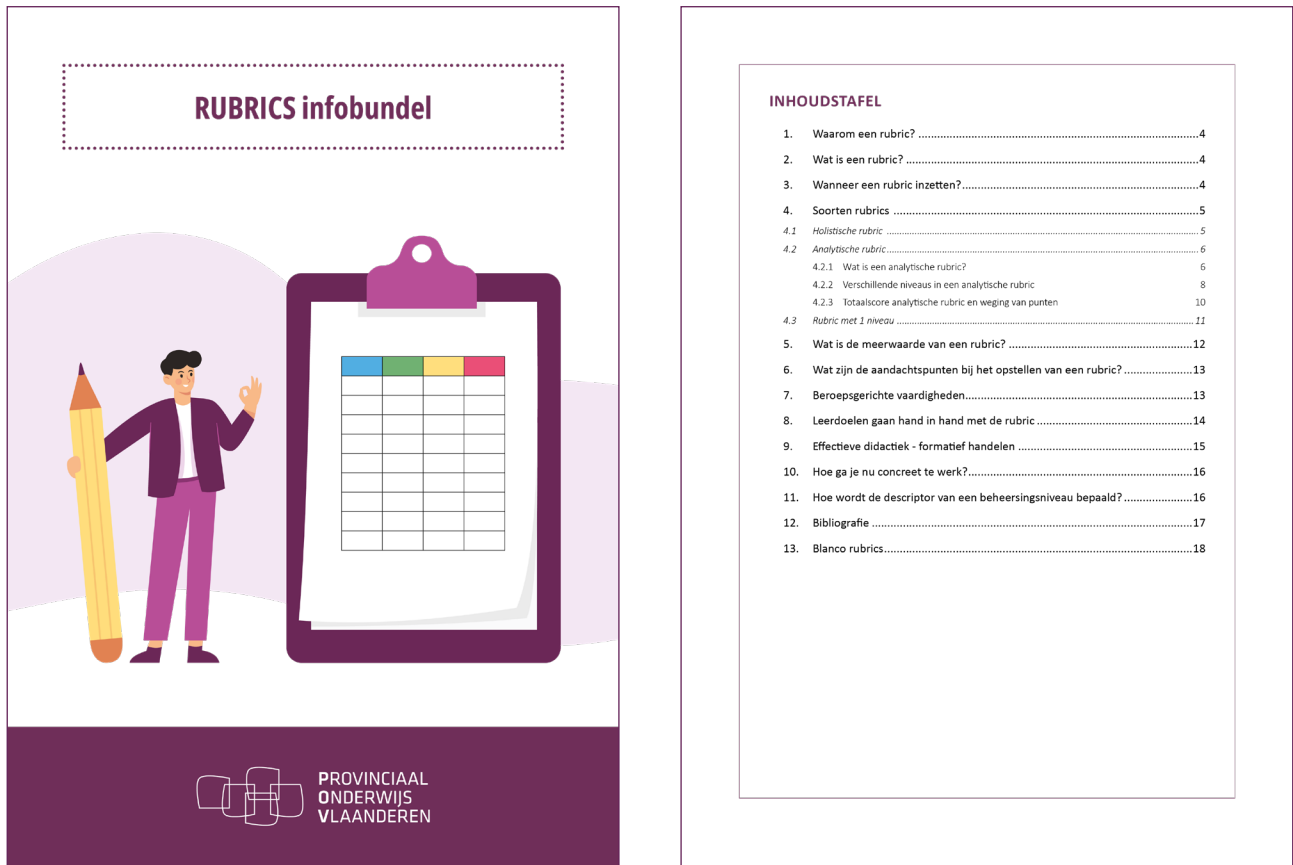 RUBRICS infobundel
PROVINCIAAL
ONDERWIJS
VLAANDEREN
INHOUDSTAFEL
1. Waarom een rubric? ....................4
2. Wat is een rubric? ....................4
3. Wanneer een rubric inzetten?....................4
4. Soorten rubrics ....................5
4.1 Holistische rubric .................... 5
4.2 Analytische rubric.................... 6
4.2.1 Wat is een analytische rubric? 6
4.2.2 Verschillende niveaus in een analytische rubric 8
4.2.3 Totaalscore analytische rubric en weging van punten 10
4.3 Rubric met 1 niveau .................... 11
5. Wat is de meerwaarde van een rubric? ....................12
6. Wat zijn de aandachtspunten bij het opstellen van een rubric? ....................13
7. Beroepsgerichte vaardigheden....................13
8. Leerdoelen gaan hand in hand met de rubric ....................14
9. Effectieve didactiek - formatief handelen ....................15
10. Hoe ga je nu concreet te werk?....................16
11. Hoe wordt de descriptor van een beheersingsniveau bepaald? ....................16
12. Bibliografie ....................17
13. Blanco rubrics....................18